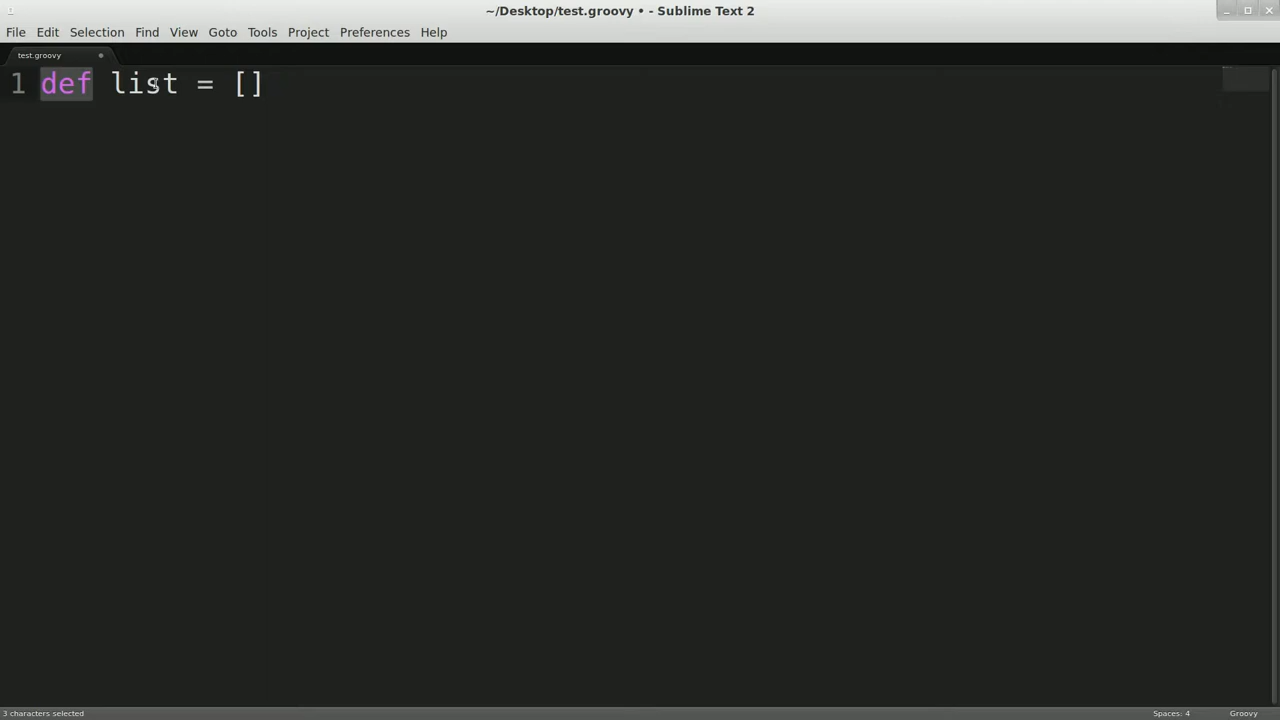 ~/Desktop/test.groovy • - Sublime Text 2
File Edit Selection Find View Goto Tools Project Preferences Help
test.groovy
1 def list = []
3 characters selected
Spaces: 4
Groovy